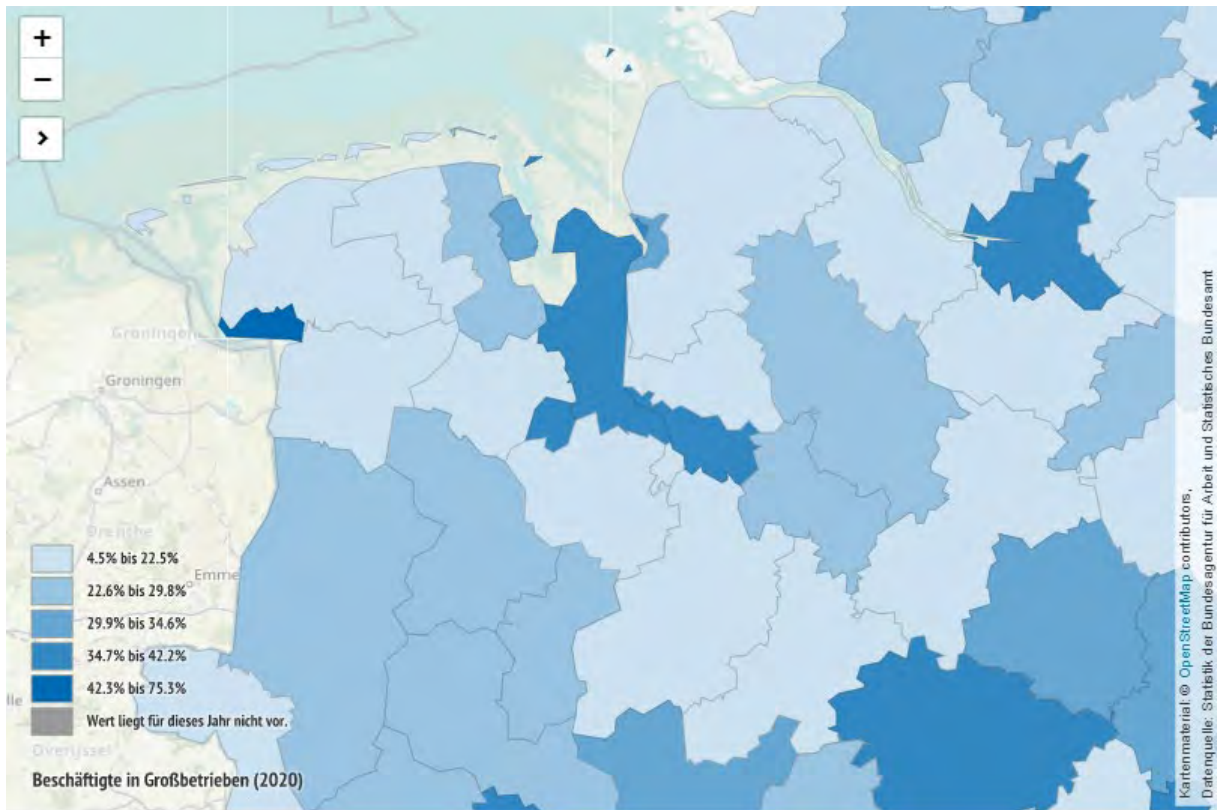 +
−
>
Groningen
Groningen
Assen
Drenthe
Emme
lle
Overijssel
4.5% bis 22.5%
22.6% bis 29.8%
29.9% bis 34.6%
34.7% bis 42.2%
42.3% bis 75.3%
Wert liegt für dieses Jahr nicht vor.
Beschäftigte in Großbetrieben (2020)
Kartenmaterial: © OpenStreetMap contributors,
Datenquelle: Statistik der Bundesagentur für Arbeit und Statistisches Bundesamt